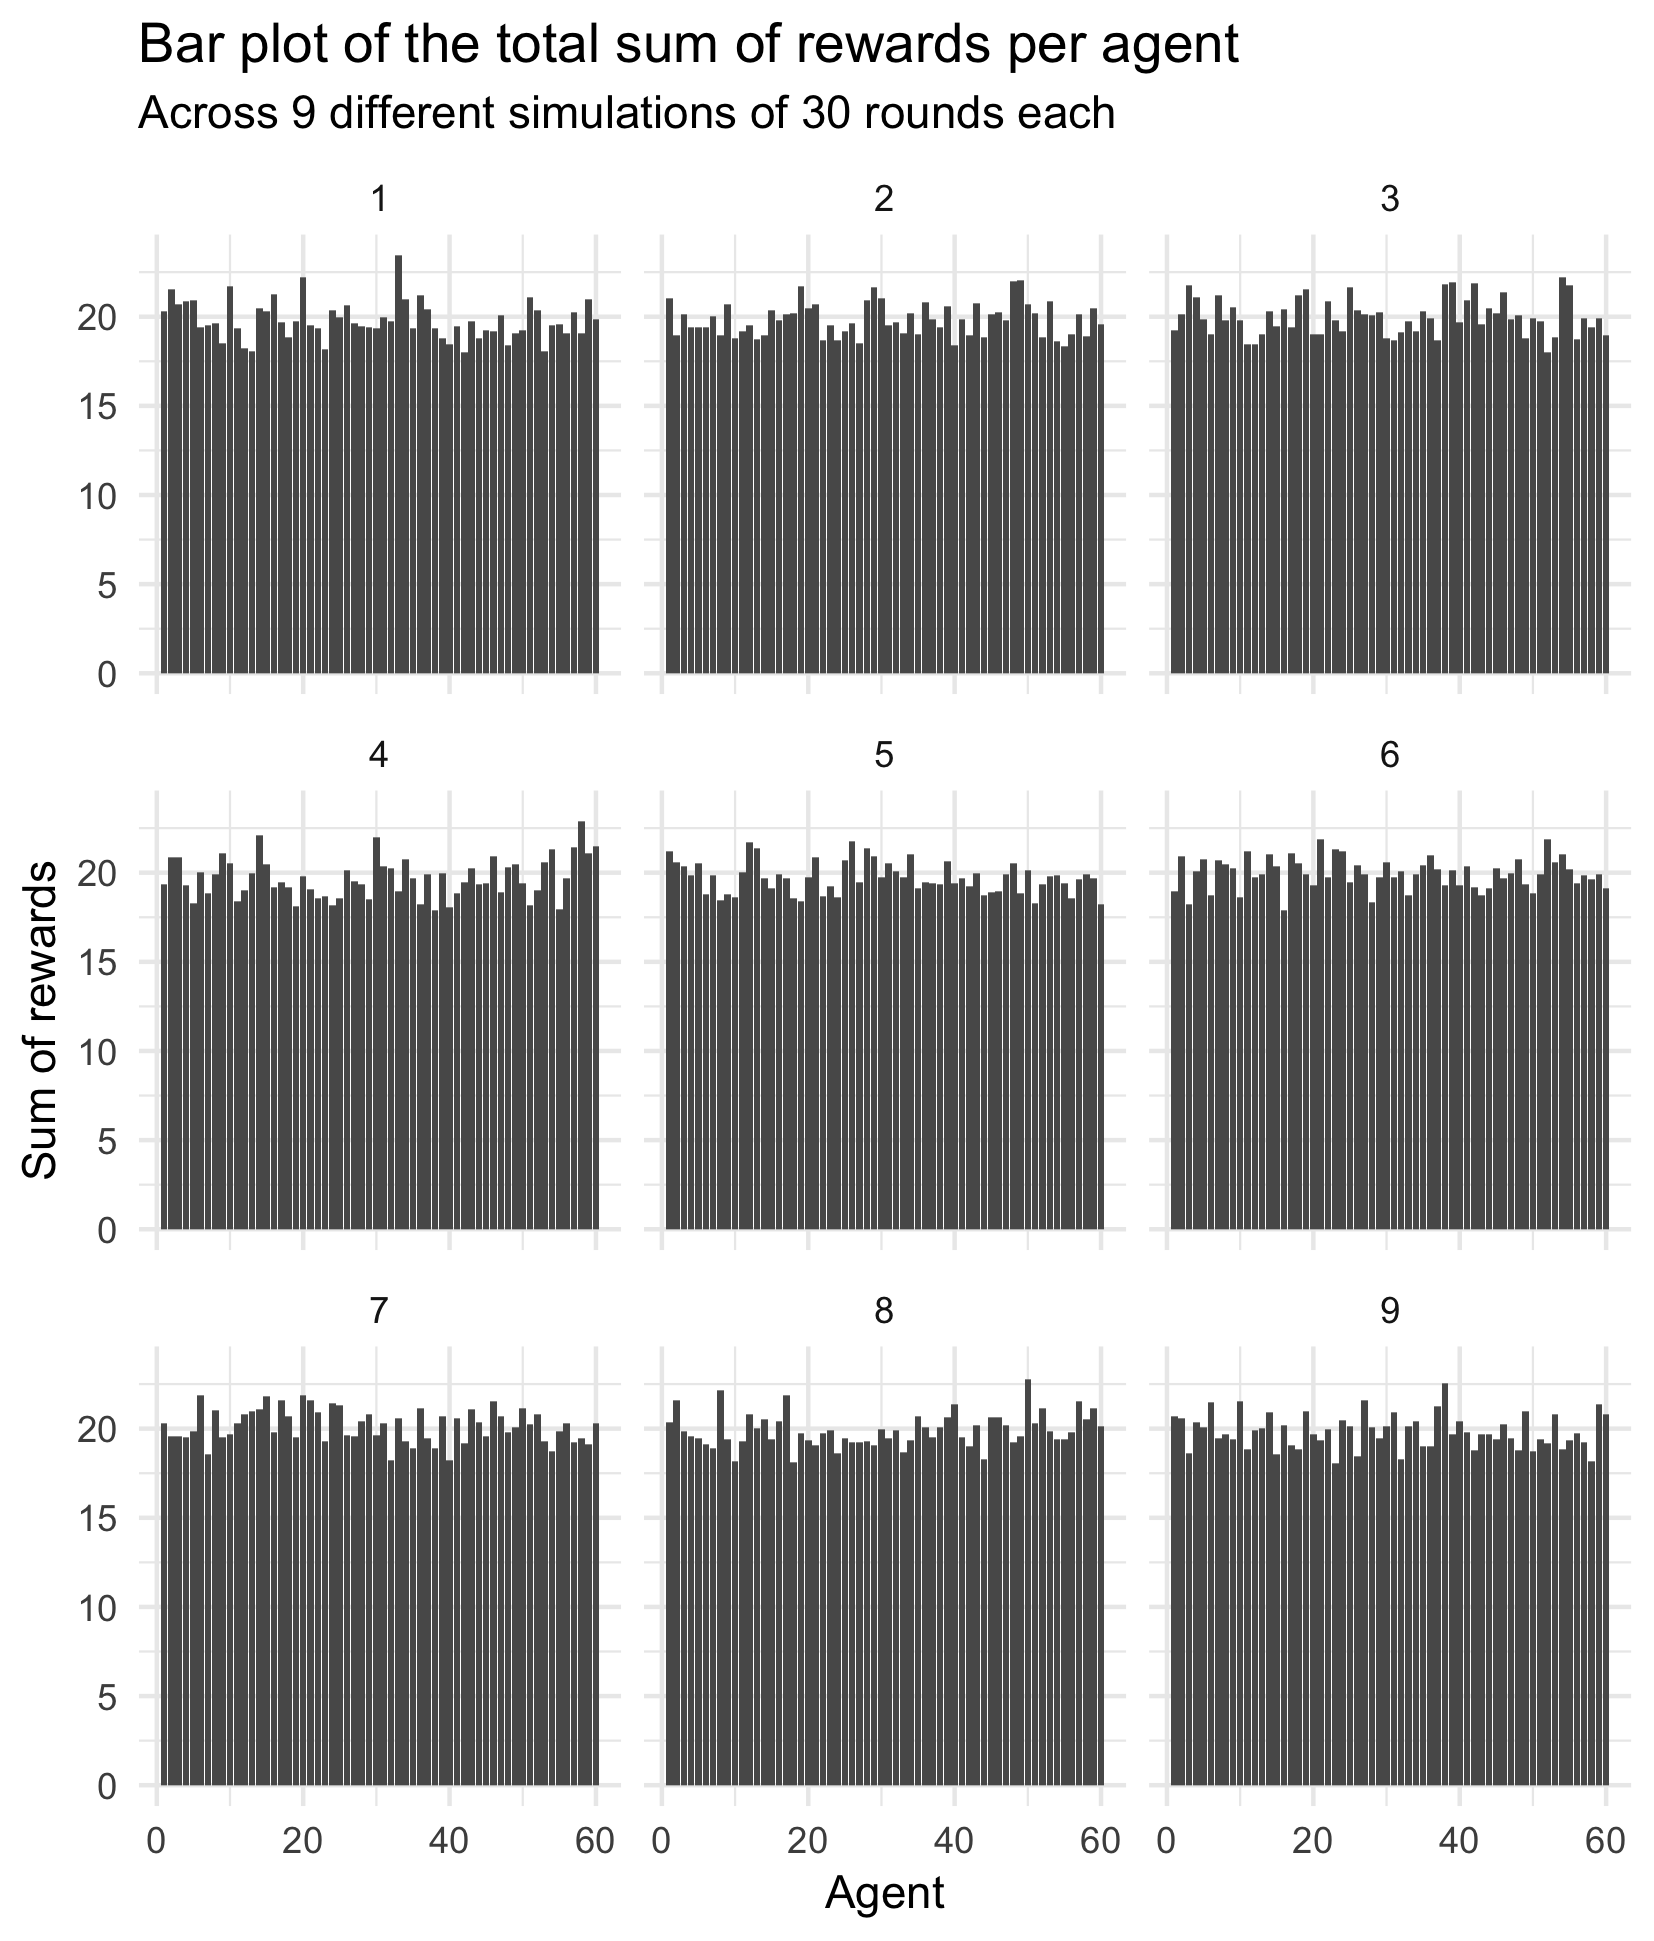 Bar plot of the total sum of rewards per agent
Across 9 different simulations of 30 rounds each
1 2 3
20
15
10
5
0
4 5 6
20
15
10
5
0
7 8 9
20
15
10
5
0
0 20 40 60 0 20 40 60 0 20 40 60
Agent
Sum of rewards